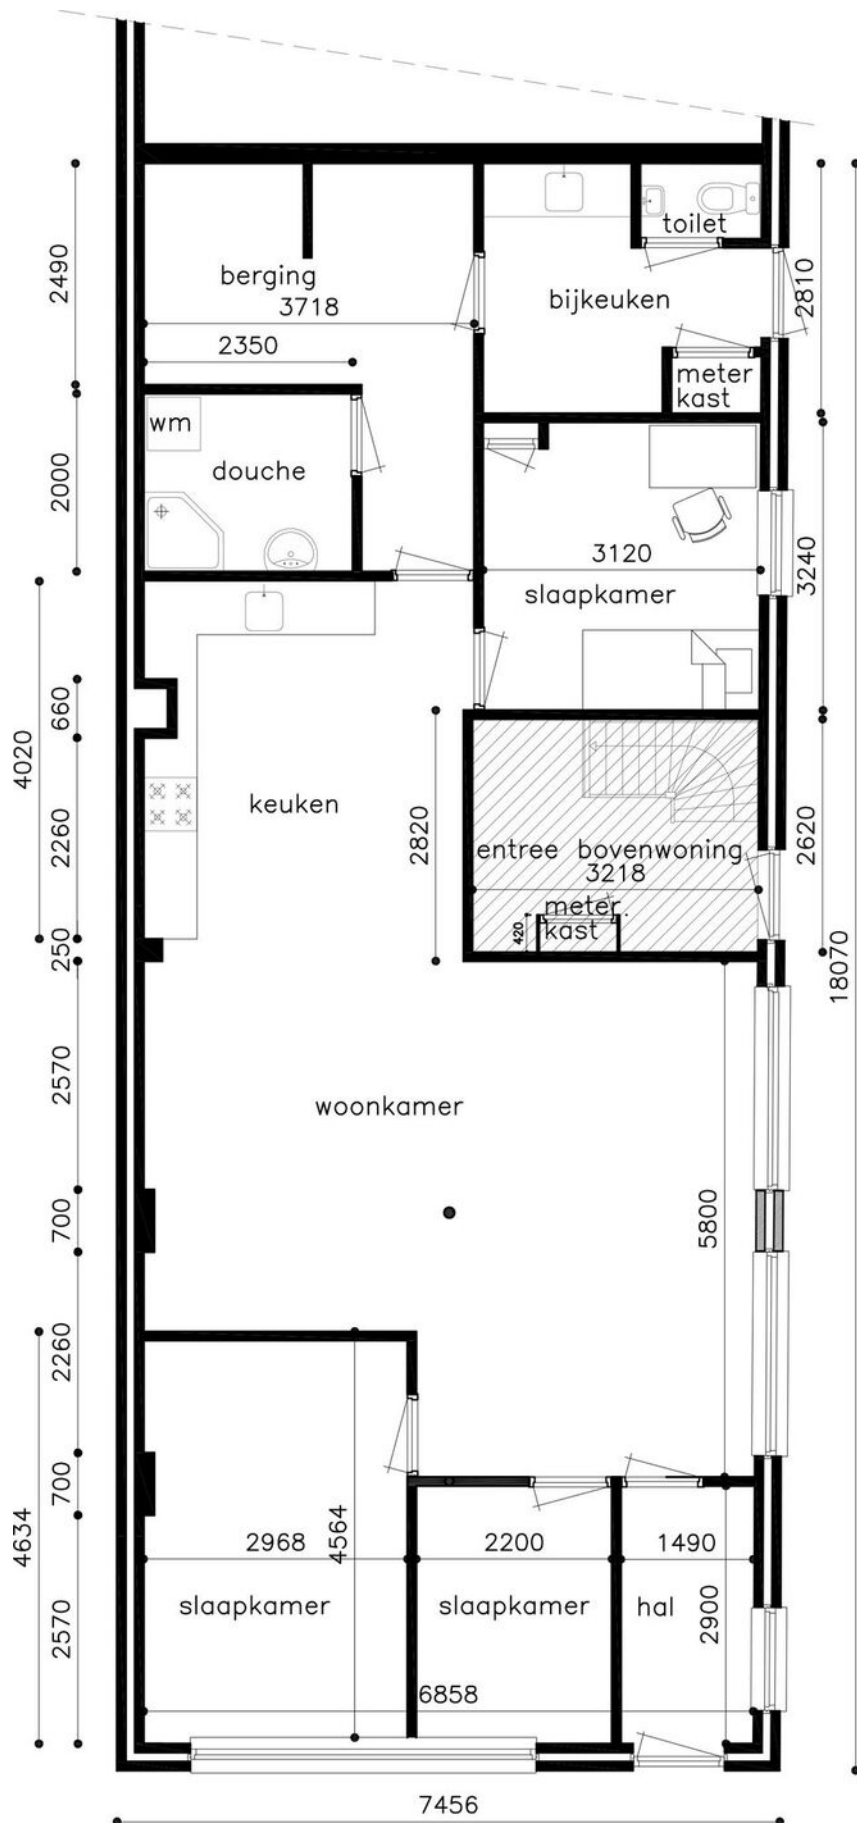 toilet
berging
bijkeuken
3718
2490
2810
2350
meter
kast
wm
douche
2000
3120
3240
slaapkamer
660
4020
keuken
2260
2820
entree bovenwoning
2620
3218
meter
kast
420
250
18070
2570
woonkamer
700
5800
2260
700
4634
2968
4564
2200
1490
slaapkamer
slaapkamer
hal
2900
2570
6858
7456